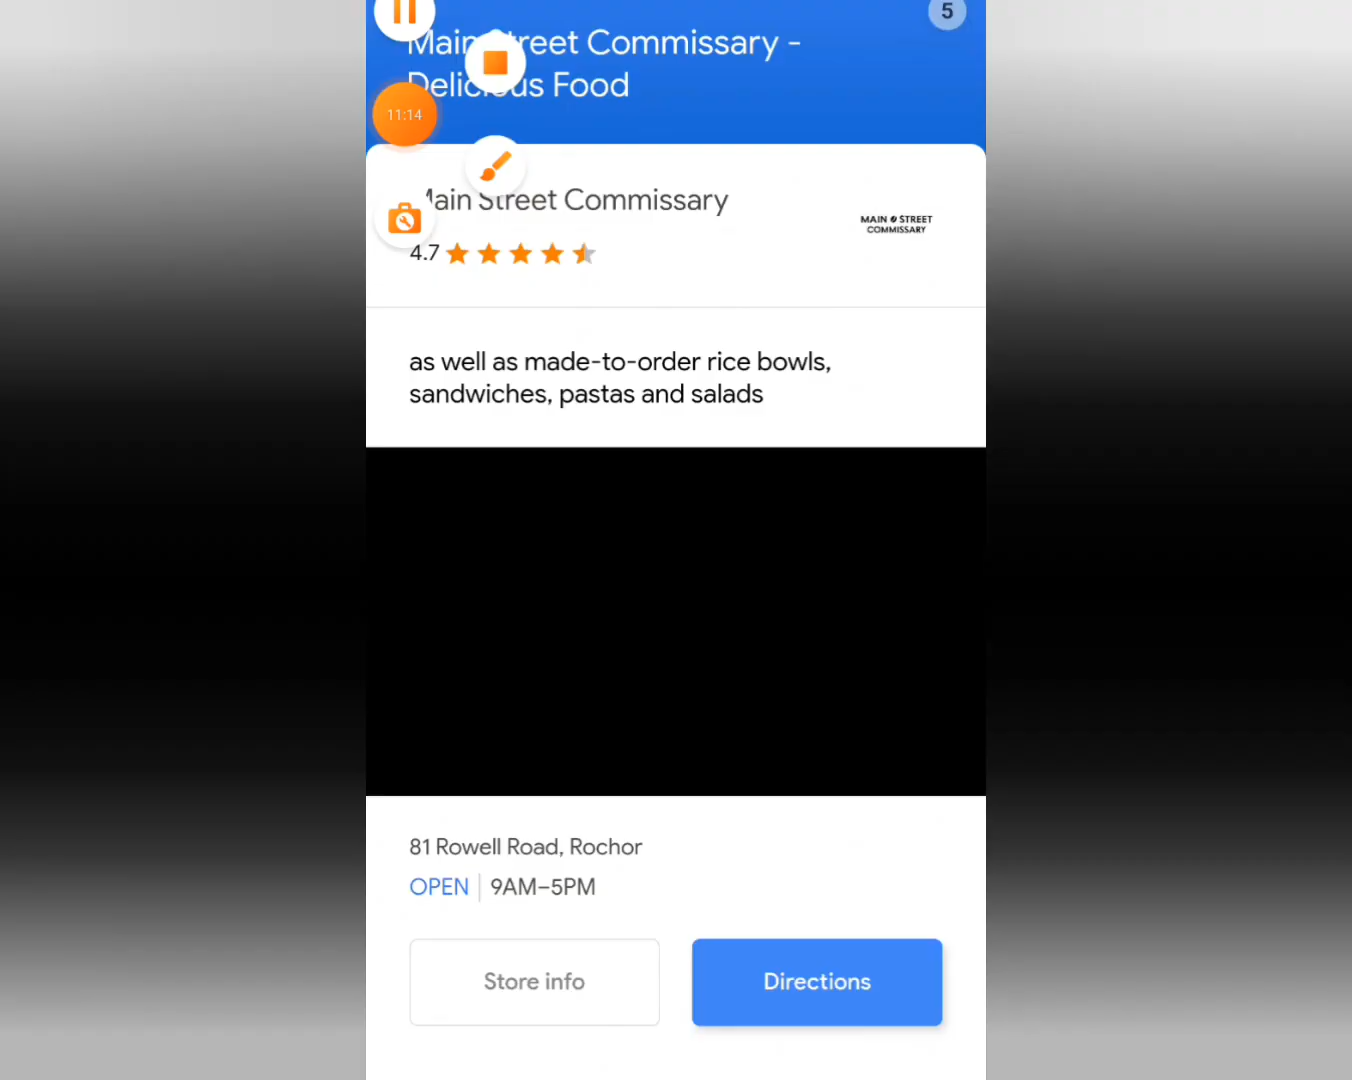 5
Main Street Commissary -
Delicious Food
11:14
Main Street Commissary
MAIN STREET
COMMISSARY
4.7
as well as made-to-order rice bowls,
sandwiches, pastas and salads
81 Rowell Road, Rochor
OPEN | 9AM–5PM
Store info
Directions